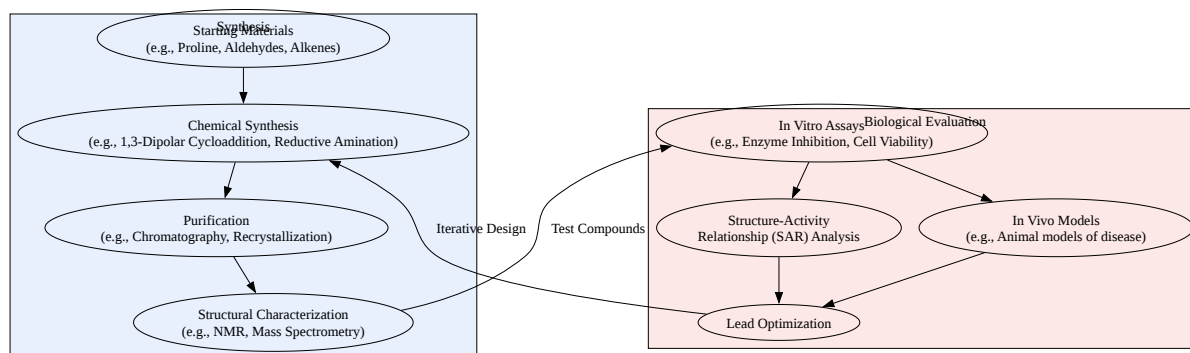 Synthesis
Starting Materials
(e.g., Proline, Aldehydes, Alkenes)
Chemical Synthesis
(e.g., 1,3-Dipolar Cycloaddition, Reductive Amination)
Purification
(e.g., Chromatography, Recrystallization)
Structural Characterization
(e.g., NMR, Mass Spectrometry)
Iterative Design
Test Compounds
Biological Evaluation
In Vitro Assays
(e.g., Enzyme Inhibition, Cell Viability)
Structure-Activity
Relationship (SAR) Analysis
In Vivo Models
(e.g., Animal models of disease)
Lead Optimization